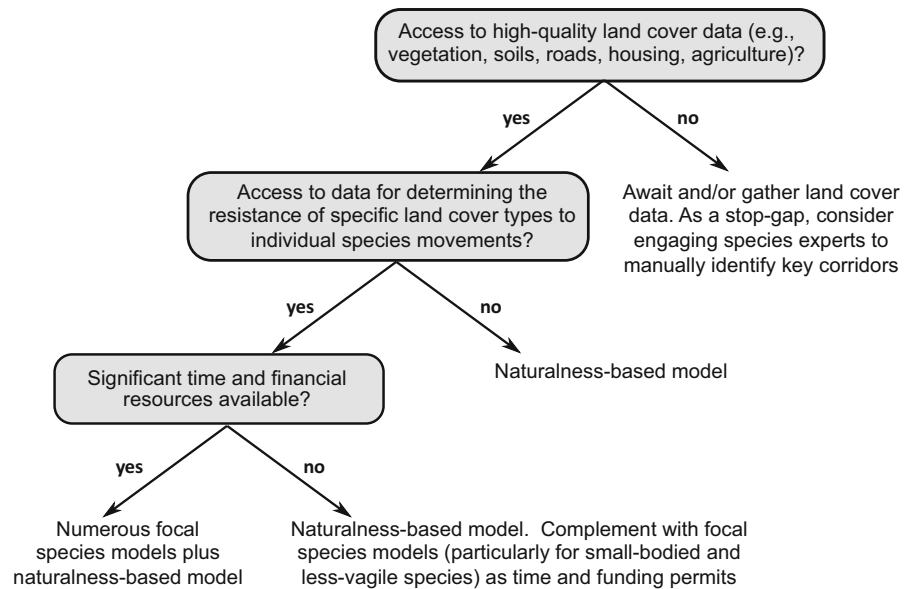 Access to high-quality land cover data (e.g.,
vegetation, soils, roads, housing, agriculture)?
yes
no
Access to data for determining the
resistance of specific land cover types to
individual species movements?
Await and/or gather land cover
data. As a stop-gap, consider
engaging species experts to
manually identify key corridors
yes
no
Significant time and financial
resources available?
Naturalness-based model
yes
no
Numerous focal
species models plus
naturalness-based model
Naturalness-based model.  Complement with focal
species models (particularly for small-bodied and
less-vagile species) as time and funding permits